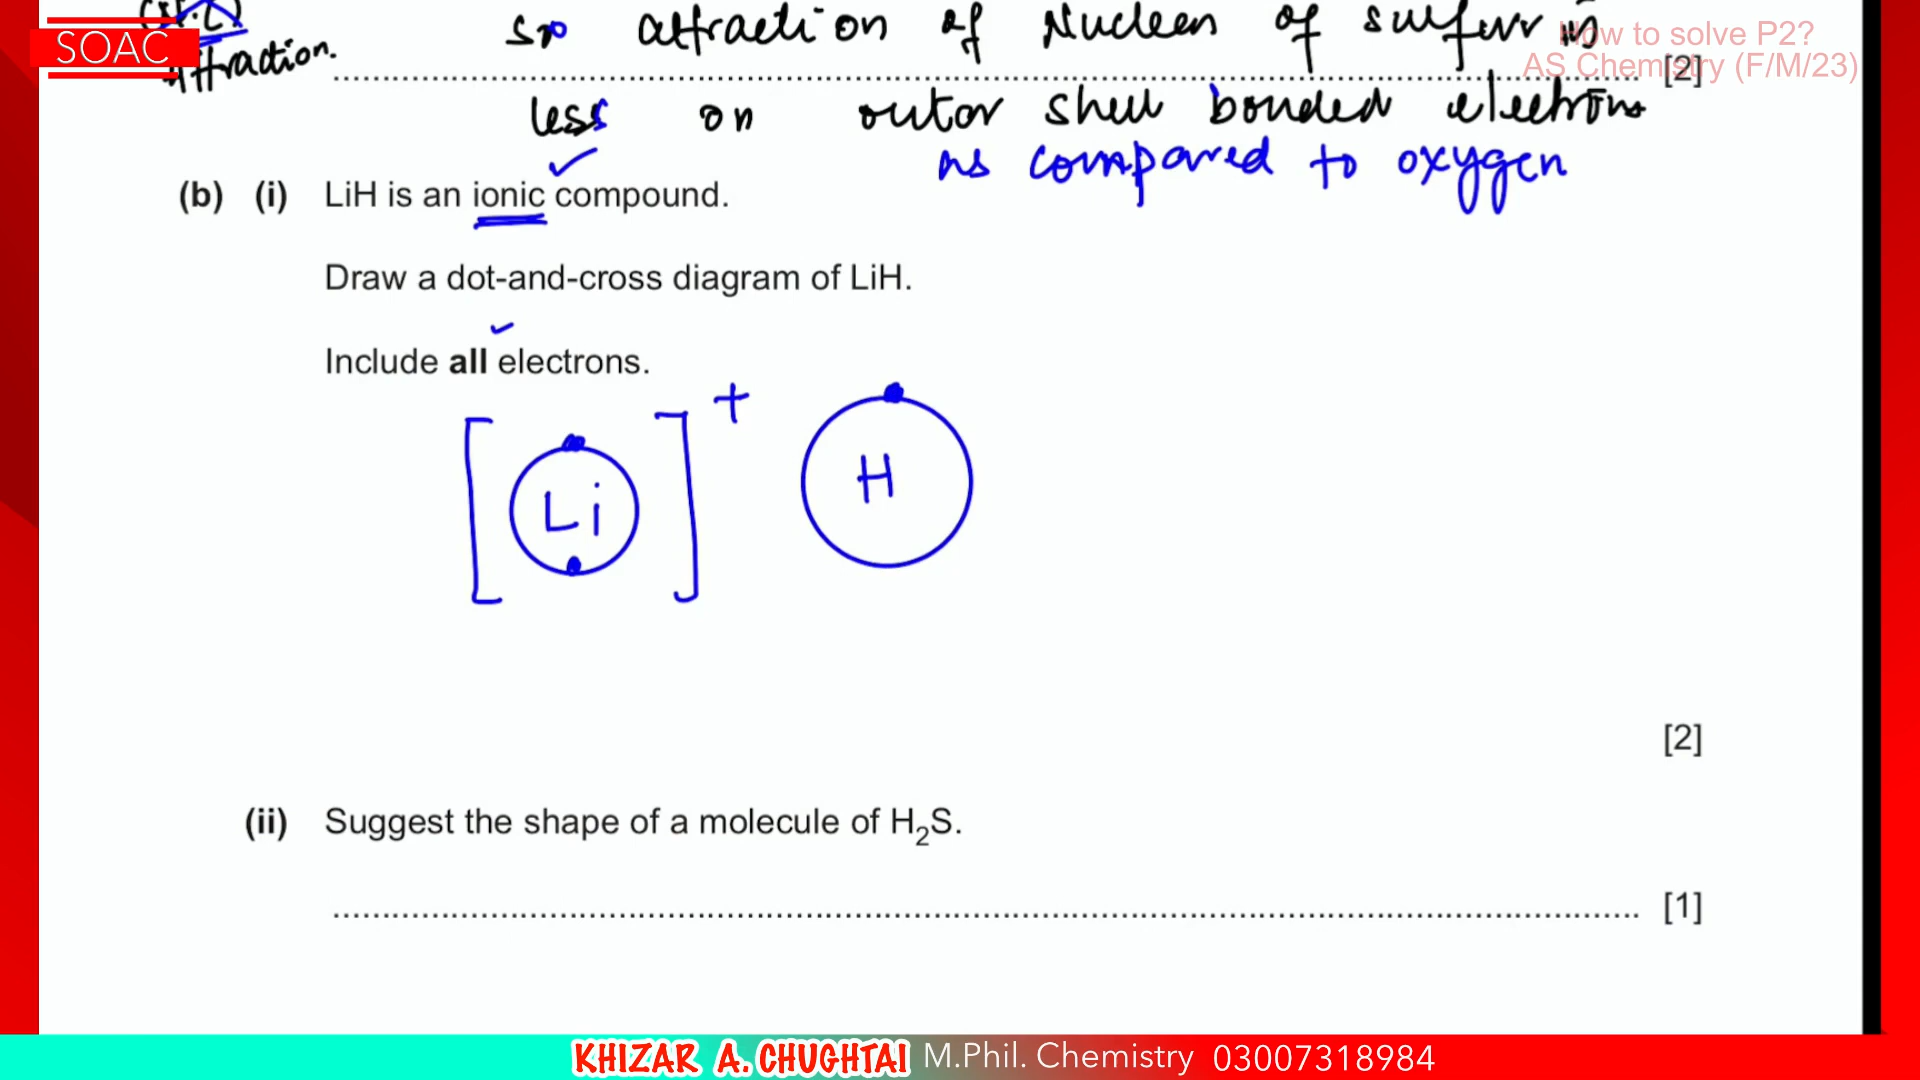 SOAC
attraction.
so attraction of Nucleus of sulfur is
How to solve P2?
AS Chemistry (F/M/23)
[2]
less on outer shell bonded electrons
as compared to oxygen
(b) (i) LiH is an ionic compound.
Draw a dot-and-cross diagram of LiH.
Include all electrons.
[Li]+ H
[2]
(ii) Suggest the shape of a molecule of H₂S.
[1]
KHIZAR A. CHUGHTAI M.Phil. Chemistry 03007318984